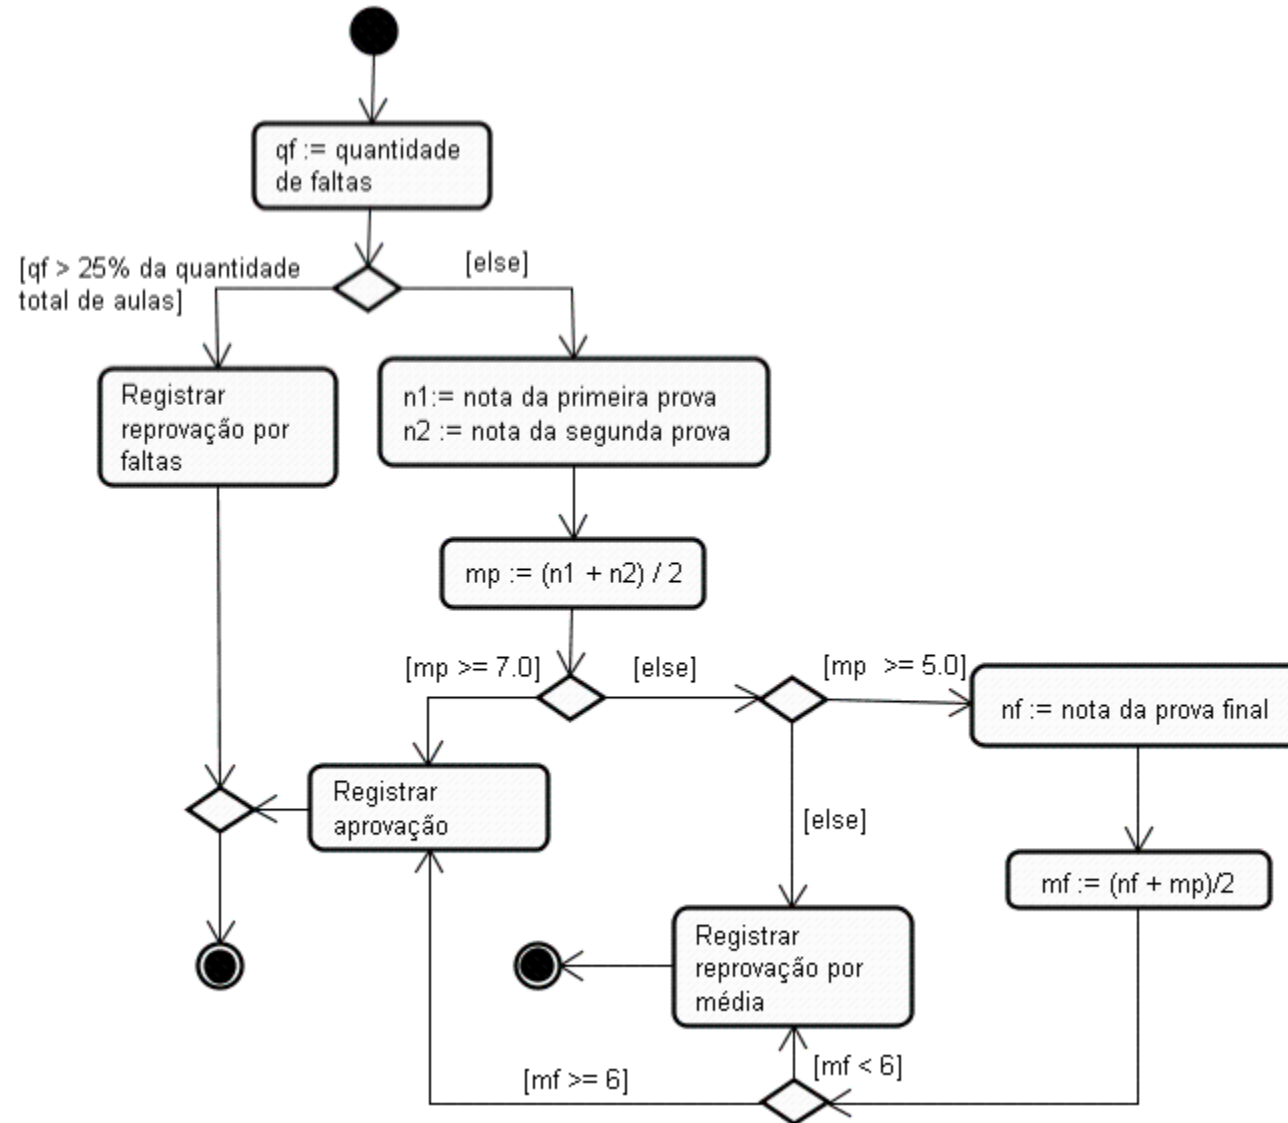 qf := quantidade
de faltas
[qf > 25% da quantidade
total de aulas]
[else]
Registrar
reprovação por
faltas
n1:= nota da primeira prova
n2 := nota da segunda prova
mp := (n1 + n2) / 2
[mp >= 7.0]
[else]
[mp  >= 5.0]
nf := nota da prova final
Registrar
aprovação
[else]
mf := (nf + mp)/2
Registrar
reprovação por
média
[mf >= 6]
[mf < 6]